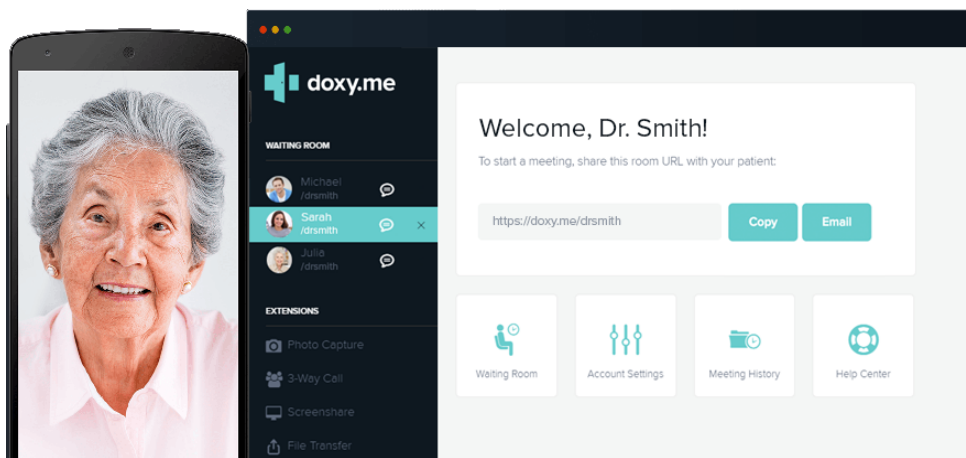 doxy.me
WAITING ROOM
Michael
/drsmith
Sarah
/drsmith
Julia
/drsmith
EXTENSIONS
Photo Capture
3-Way Call
Screenshare
File Transfer
Welcome, Dr. Smith!
To start a meeting, share this room URL with your patient:
https://doxy.me/drsmith
Copy
Email
Waiting Room
Account Settings
Meeting History
Help Center